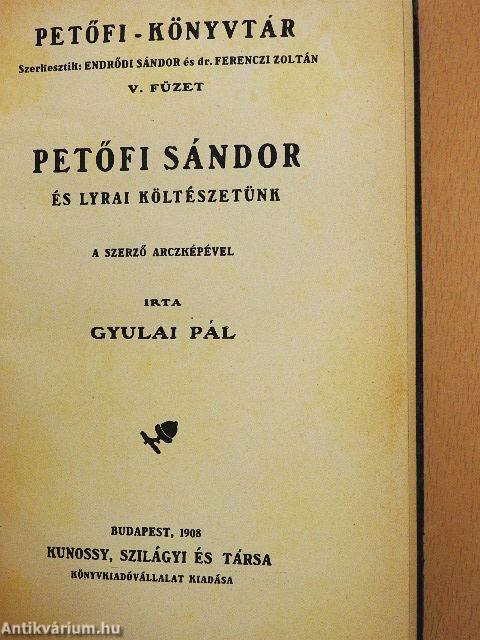 PETŐFI - KÖNYVTÁR
Szerkesztik: ENDRŐDI SÁNDOR és dr. FERENCZI ZOLTÁN
V. FÜZET
PETŐFI SÁNDOR
ÉS LYRAI KÖLTÉSZETÜNK
A SZERZŐ ARCZKÉPÉVEL
IRTA
GYULAI PÁL
BUDAPEST, 1908
KUNOSSY, SZILÁGYI ÉS TÁRSA
KÖNYVKIADÓVÁLLALAT KIADÁSA
Antikvárium.hu